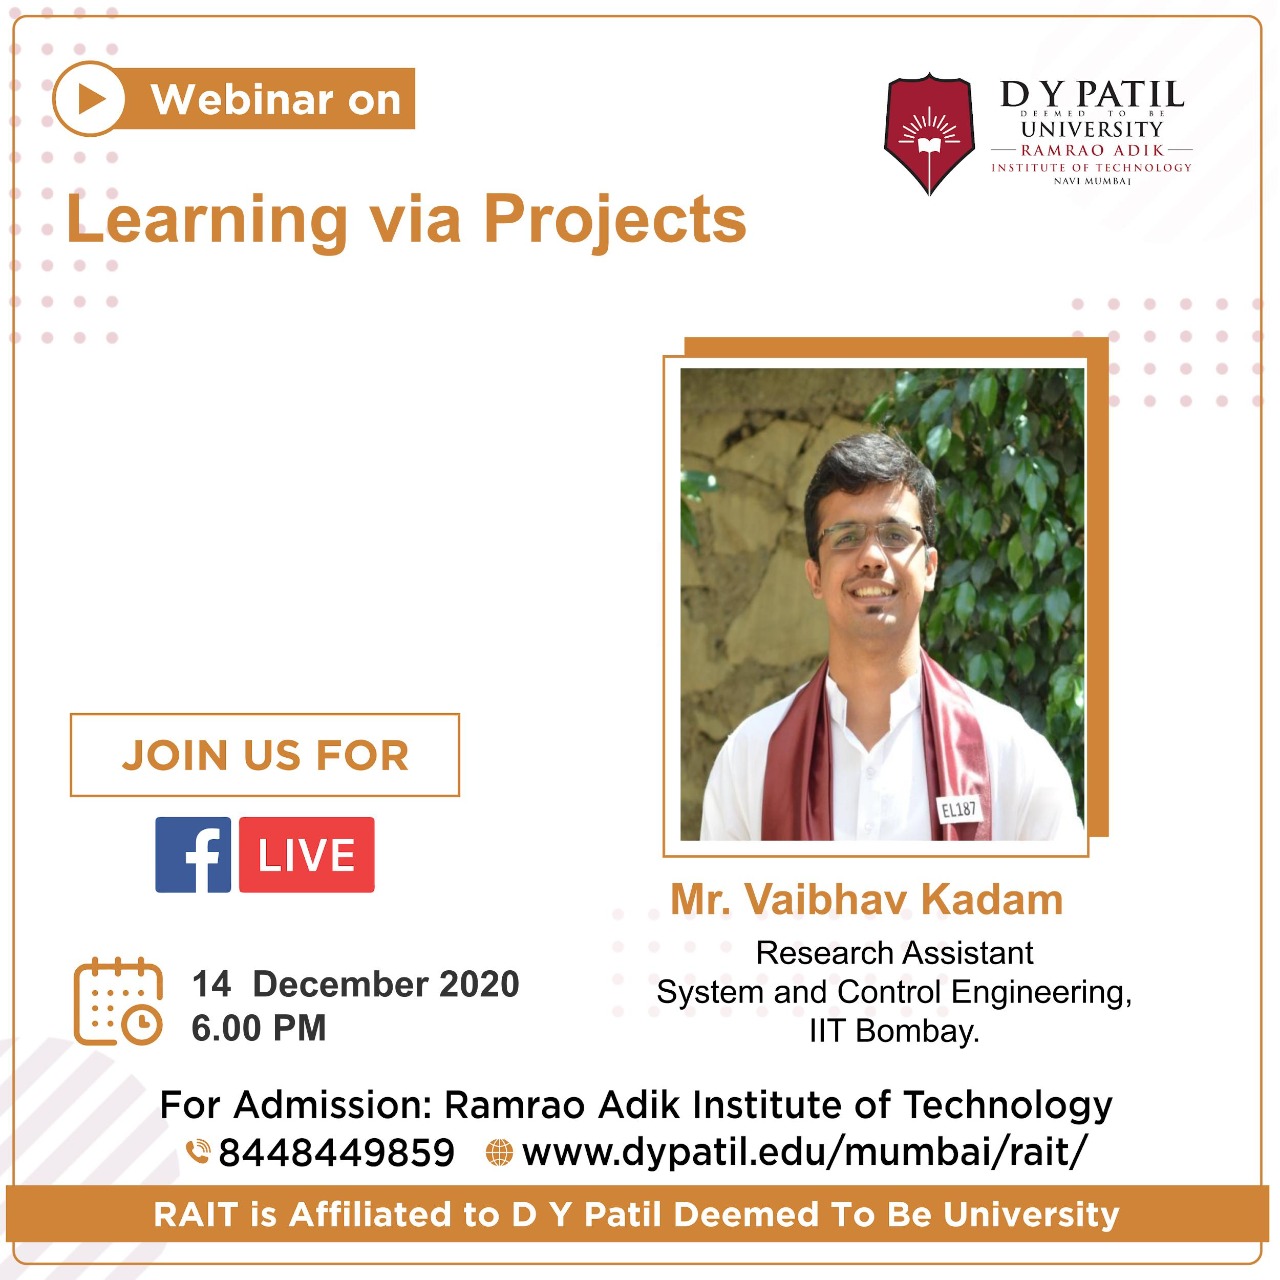 Webinar on
D Y PATIL
DEEMED TO BE
UNIVERSITY
RAMRAO ADIK
INSTITUTE OF TECHNOLOGY
NAVI MUMBAI
Learning via Projects
EL187
JOIN US FOR
f LIVE
Mr. Vaibhav Kadam
Research Assistant
System and Control Engineering,
IIT Bombay.
14 December 2020
6.00 PM
For Admission: Ramrao Adik Institute of Technology
8448449859 www.dypatil.edu/mumbai/rait/
RAIT is Affiliated to D Y Patil Deemed To Be University